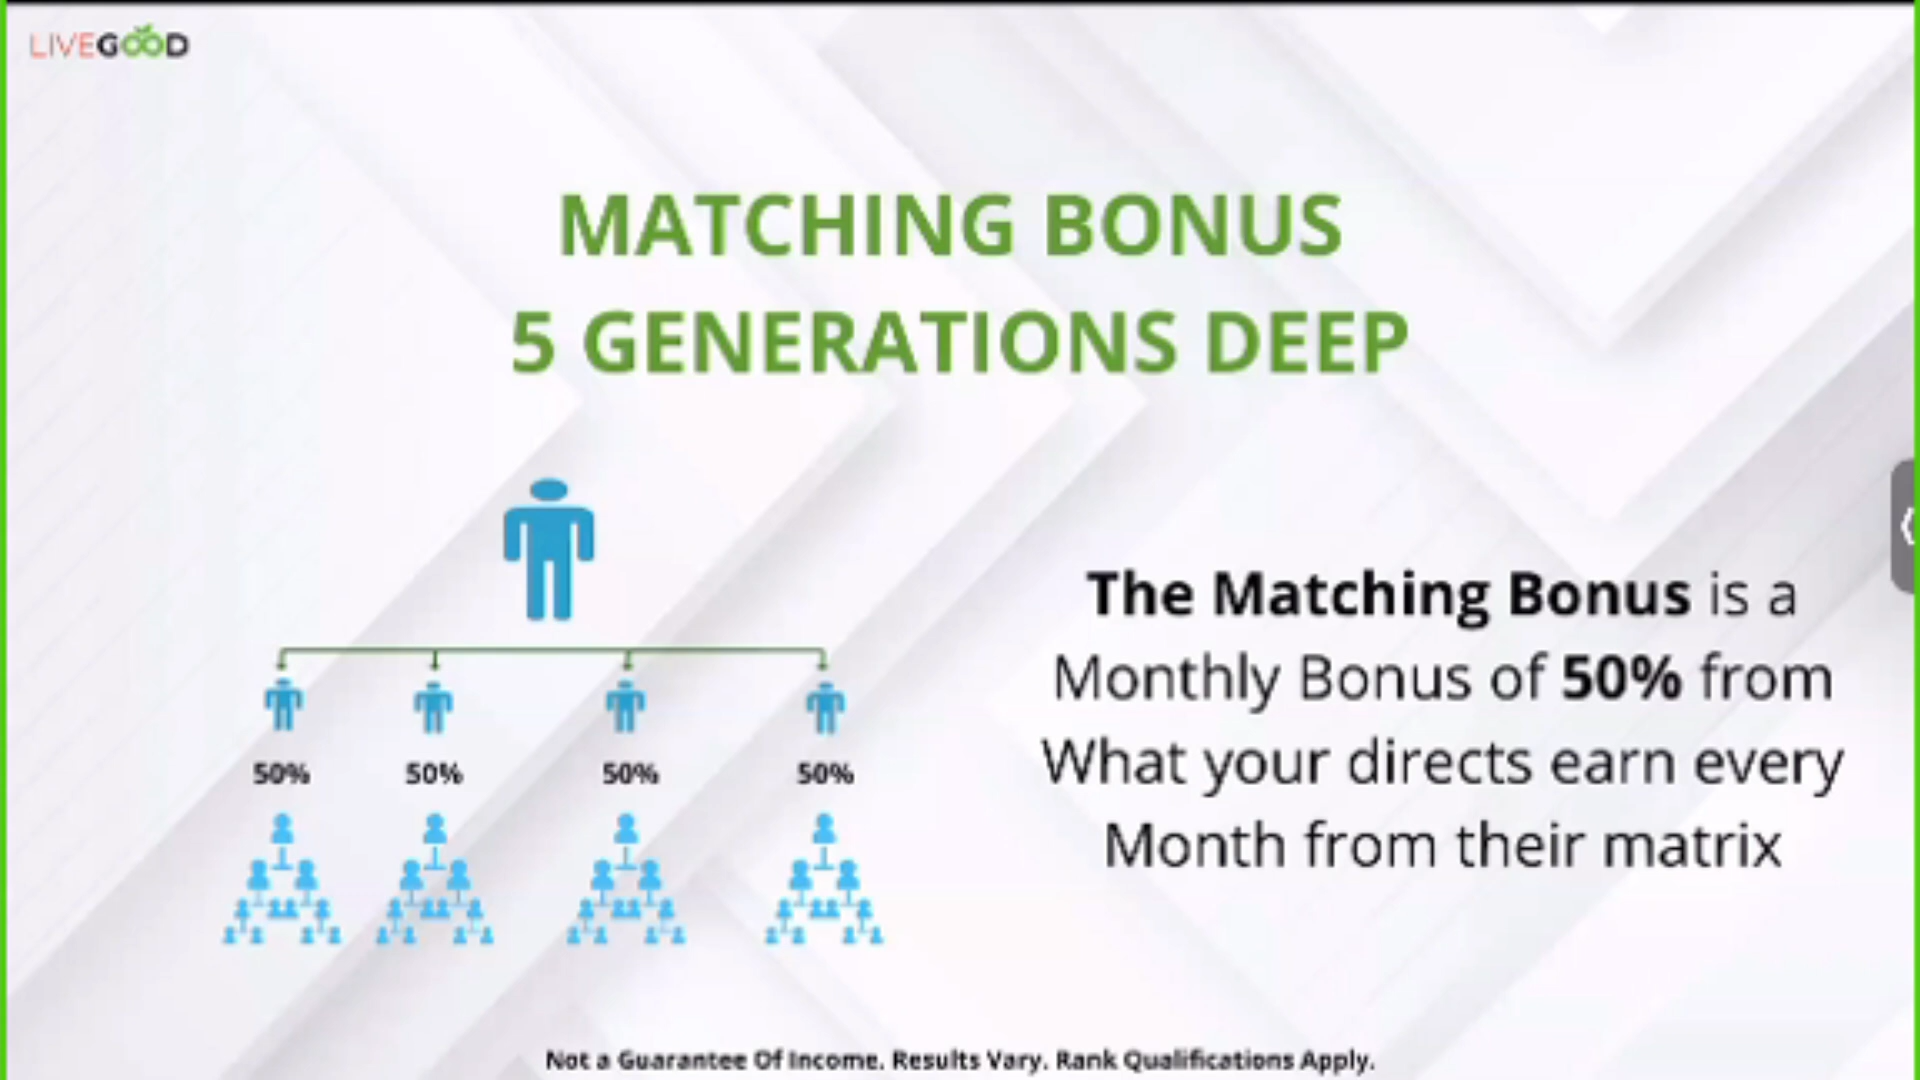 LIVEGOOD
MATCHING BONUS
5 GENERATIONS DEEP
The Matching Bonus is a
Monthly Bonus of 50% from
What your directs earn every
Month from their matrix
50% 50% 50% 50%
Not a Guarantee Of Income. Results Vary. Rank Qualifications Apply.